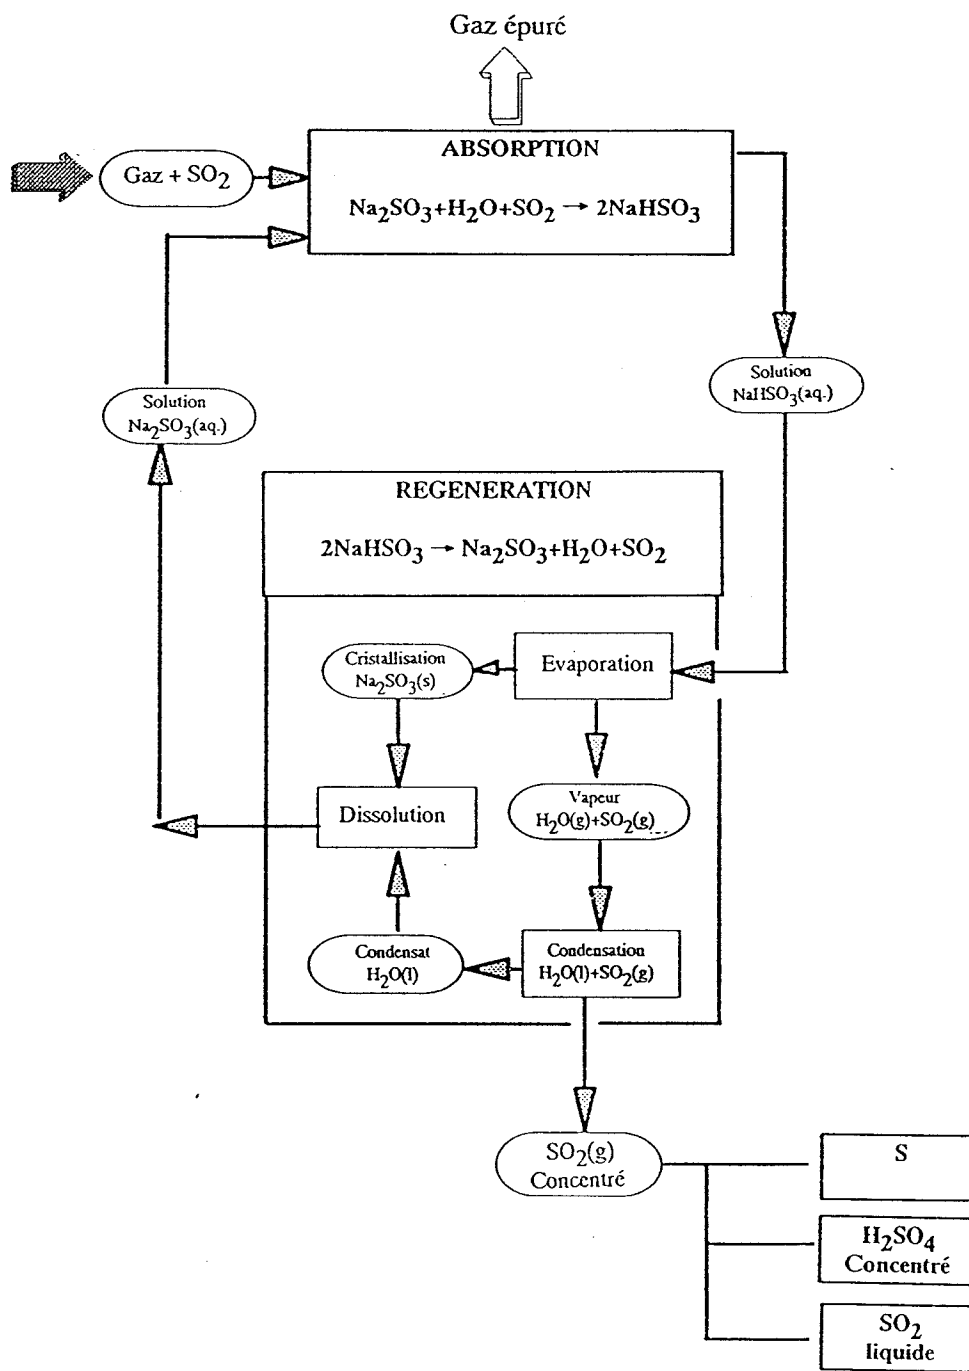 Gaz épuré
ABSORPTION
Gaz + SO2
Na2SO3+H2O+SO2 → 2NaHSO3
Solution
NaHSO3(aq.)
Solution
Na2SO3(aq.)
REGENERATION
2NaHSO3 → Na2SO3+H2O+SO2
Cristallisation
Na2SO3(s)
Evaporation
Dissolution
Vapeur
H2O(g)+SO2(g)
Condensat
H2O(l)
Condensation
H2O(l)+SO2(g)
SO2(g)
Concentré
S
H2SO4
Concentré
SO2
liquide